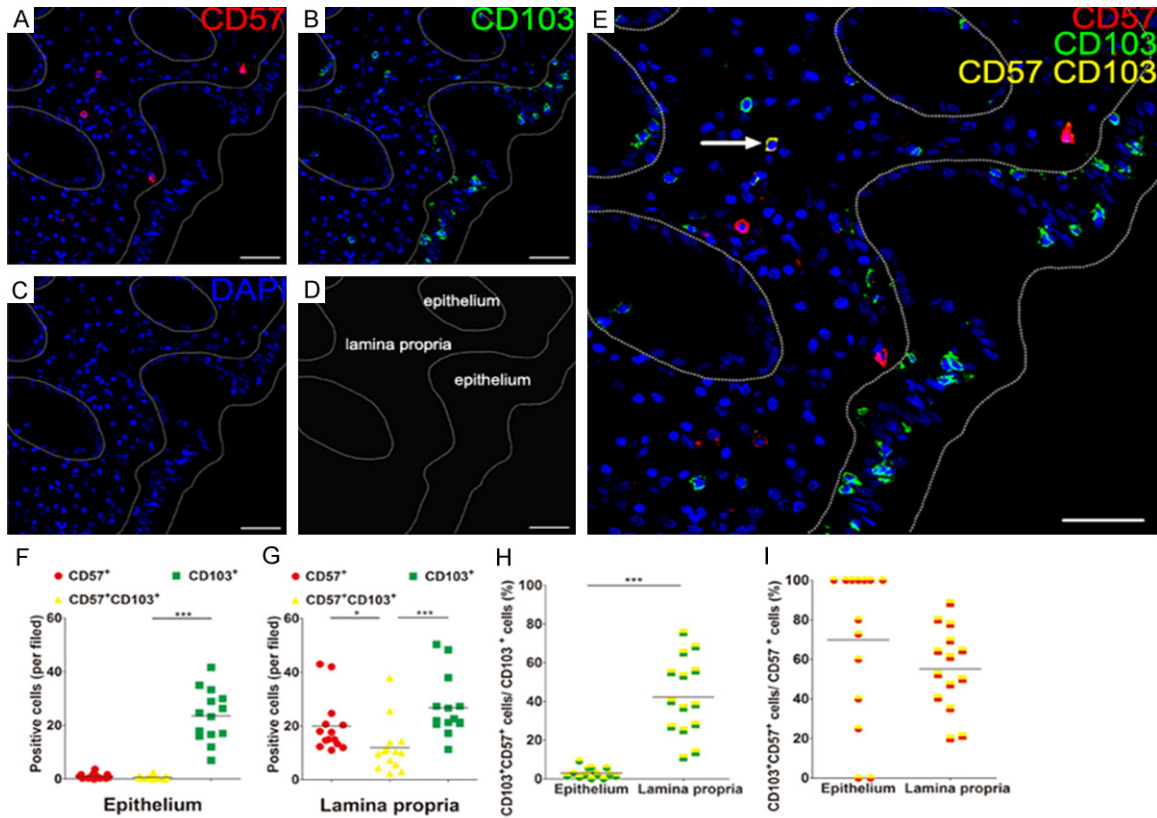 A
CD57
B
CD103
C
DAPI
D
epithelium
lamina propria
epithelium
E
CD57
CD103
CD57 CD103
F
CD57⁺
CD103⁺
CD57⁺CD103⁺
***
Positive cells (per filed)
60
40
20
0
Epithelium
G
CD57⁺
CD103⁺
CD57⁺CD103⁺
*
***
Positive cells (per filed)
60
40
20
0
Lamina propria
H
***
CD103⁺CD57⁺ cells/ CD103 ⁺ cells (%)
100
80
60
40
20
0
Epithelium
Lamina propria
I
CD103⁺CD57⁺ cells/ CD57 ⁺ cells (%)
100
80
60
40
20
0
Epithelium
Lamina propria